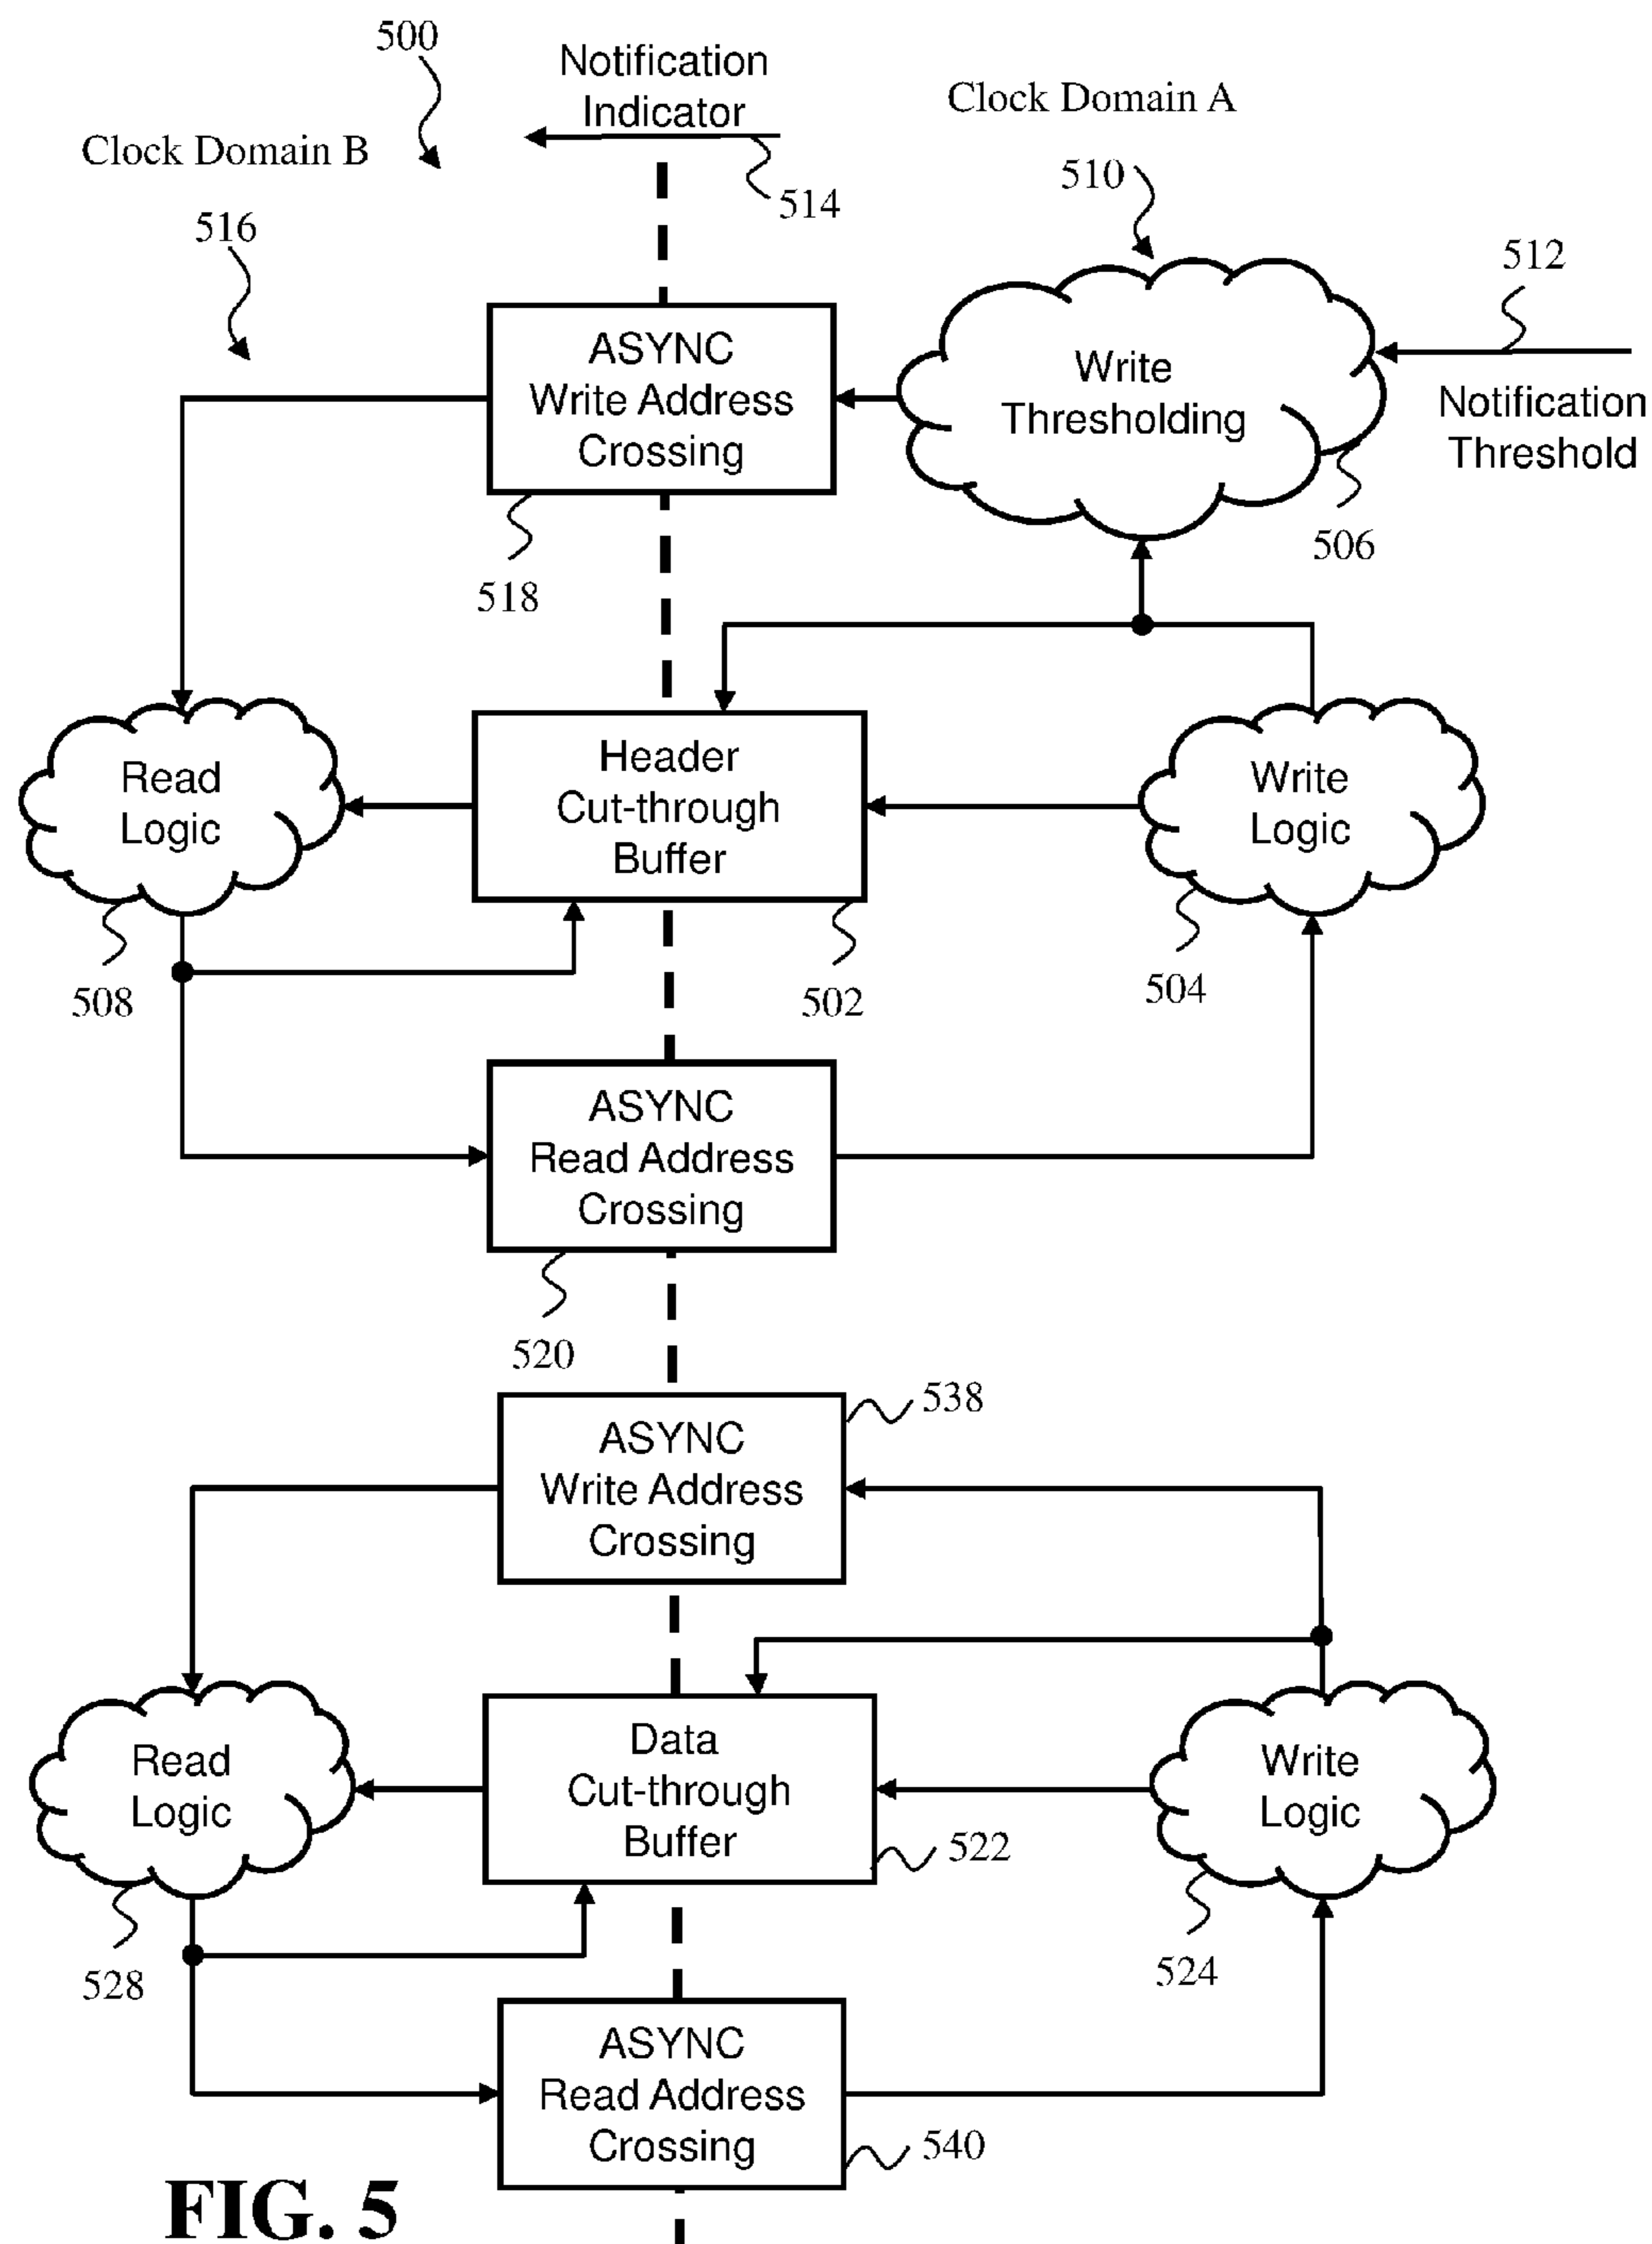 500
Notification
Indicator
Clock Domain A
Clock Domain B
514
510
516
512
ASYNC
Write Address
Crossing
Write
Thresholding
Notification
Threshold
506
518
Read
Logic
Header
Cut-through
Buffer
Write
Logic
508
502
504
ASYNC
Read Address
Crossing
520
538
ASYNC
Write Address
Crossing
Read
Logic
Data
Cut-through
Buffer
Write
Logic
522
528
524
ASYNC
Read Address
Crossing
540
FIG. 5